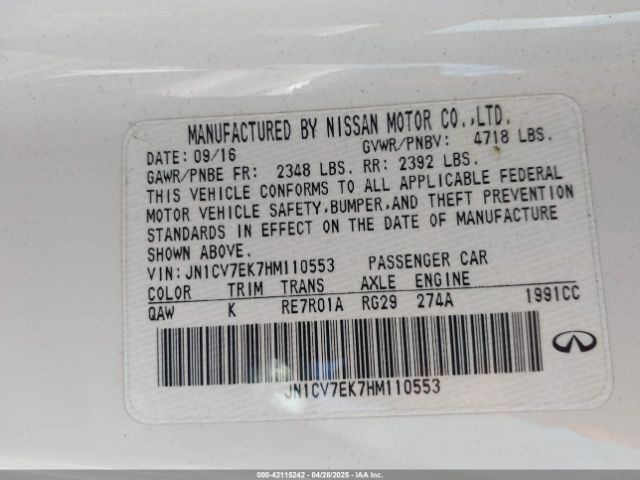 MANUFACTURED BY NISSAN MOTOR CO.,LTD.
DATE: 09/16 GVWR/PNBV: 4718 LBS.
GAWR/PNBE FR: 2348 LBS. RR: 2392 LBS.
THIS VEHICLE CONFORMS TO ALL APPLICABLE FEDERAL
MOTOR VEHICLE SAFETY,BUMPER,AND THEFT PREVENTION
STANDARDS IN EFFECT ON THE DATE OF MANUFACTURE
SHOWN ABOVE.
VIN: JN1CV7EK7HM110553 PASSENGER CAR
COLOR TRIM TRANS AXLE ENGINE
QAW K RE7R01A RG29 274A 1991CC
JN1CV7EK7HM110553
000-42115242 | 04/28/2025 | IAA, Inc.